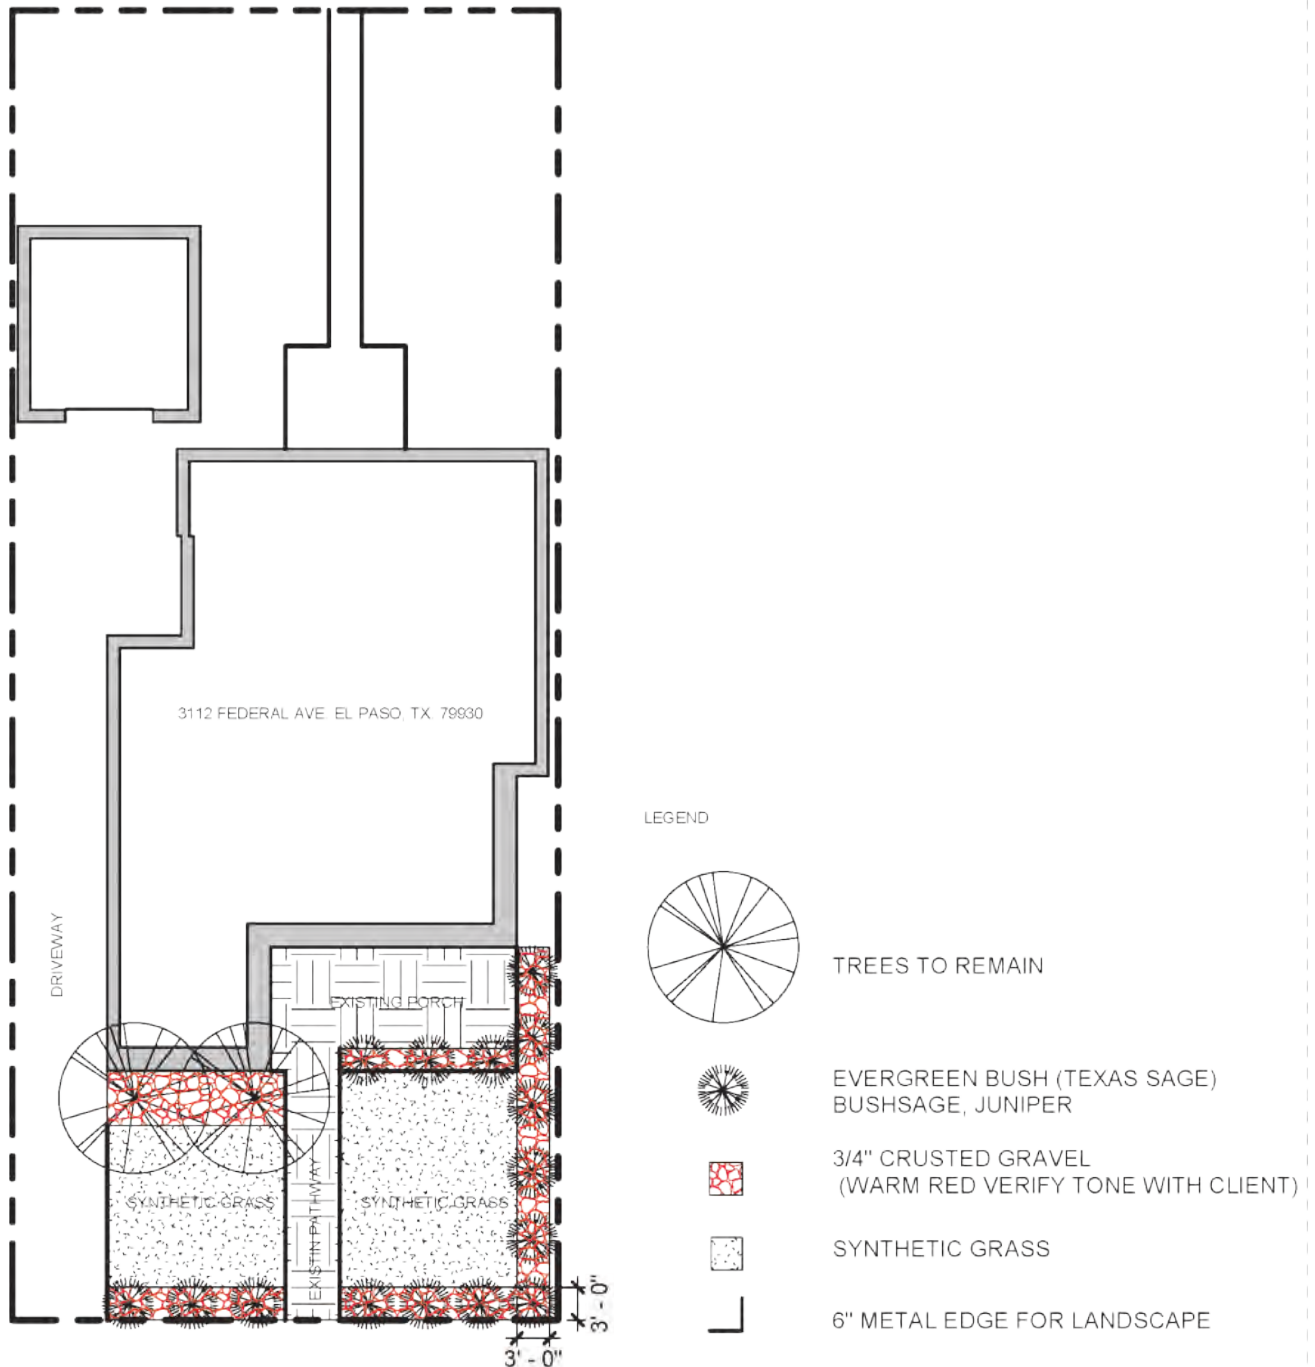 3112 FEDERAL AVE. EL PASO, TX. 79930
DRIVEWAY
EXISTING PORCH
SYNTHETIC GRASS
EXISTIN PATHWAY
SYNTHETIC GRASS
3' - 0"
3' - 0"
LEGEND
TREES TO REMAIN
EVERGREEN BUSH (TEXAS SAGE)
BUSHSAGE, JUNIPER
3/4" CRUSTED GRAVEL
(WARM RED VERIFY TONE WITH CLIENT)
SYNTHETIC GRASS
6" METAL EDGE FOR LANDSCAPE